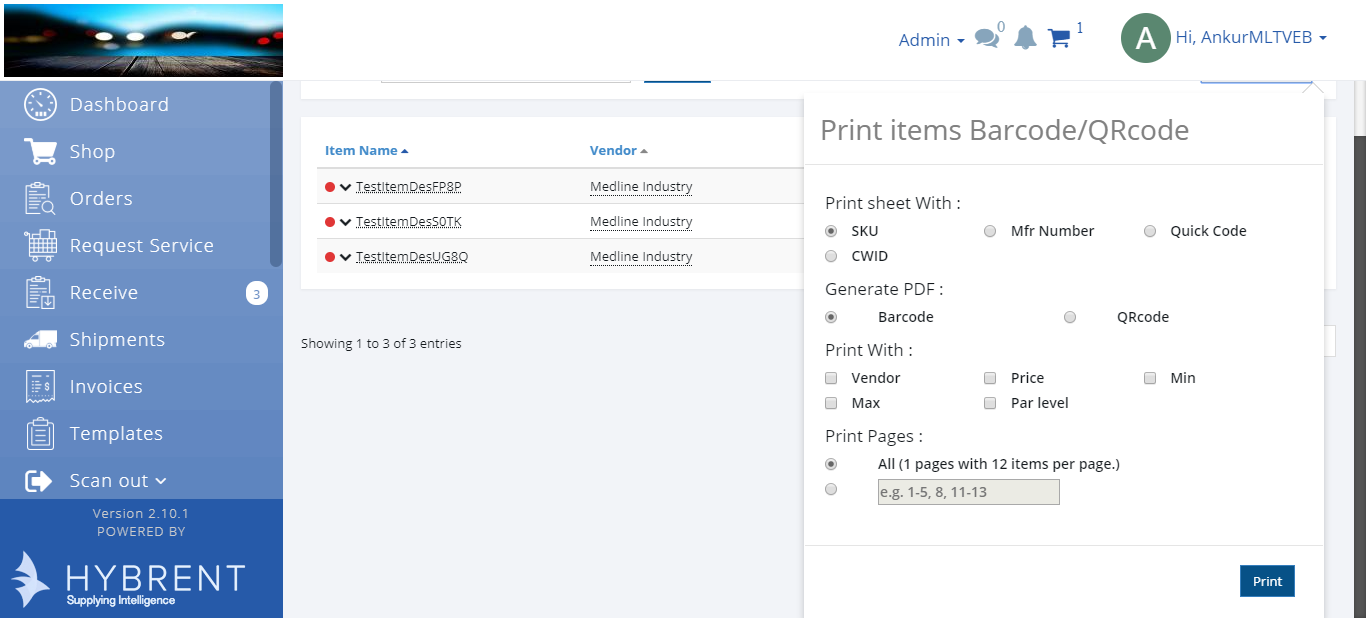 Admin
0
1
A
Hi, AnkurMLTVEB
Dashboard
Shop
Orders
Request Service
Receive
3
Shipments
Invoices
Templates
Scan out
Version 2.10.1
POWERED BY
HYBRENT
Supplying Intelligence
Item Name
Vendor
TestItemDesFP8P
Medline Industry
TestItemDesS0TK
Medline Industry
TestItemDesUG8Q
Medline Industry
Showing 1 to 3 of 3 entries
Print items Barcode/QRcode
Print sheet With :
SKU
Mfr Number
Quick Code
CWID
Generate PDF :
Barcode
QRcode
Print With :
Vendor
Price
Min
Max
Par level
Print Pages :
All (1 pages with 12 items per page.)
e.g. 1-5, 8, 11-13
Print